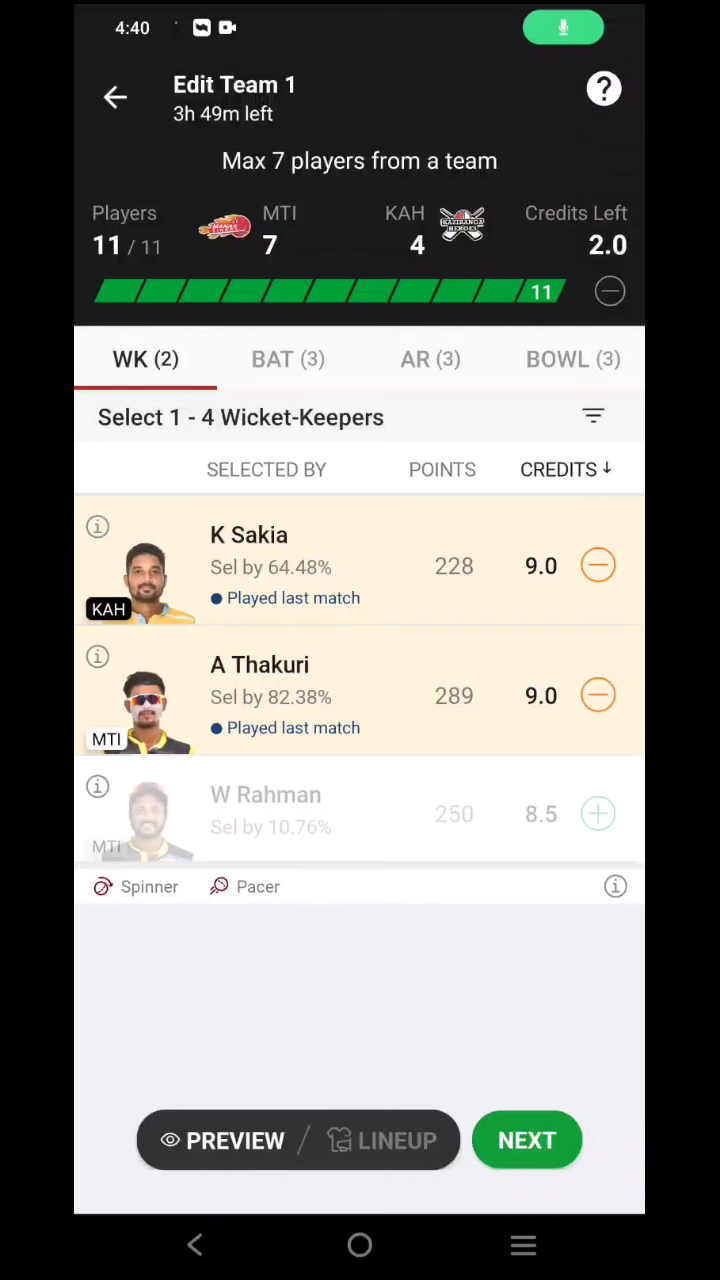 4:40
Edit Team 1
3h 49m left
?
Max 7 players from a team
Players MTI KAH Credits Left
11 / 11 7 4 2.0
MANAS TIGERS
KAZIRANGA HEROES
11
WK (2) BAT (3) AR (3) BOWL (3)
Select 1 - 4 Wicket-Keepers
SELECTED BY POINTS CREDITS ↓
K Sakia
Sel by 64.48% 228 9.0
Played last match
KAH
A Thakuri
Sel by 82.38% 289 9.0
Played last match
MTI
W Rahman
Sel by 10.76% 250 8.5
MTI
Spinner Pacer
PREVIEW / LINEUP NEXT